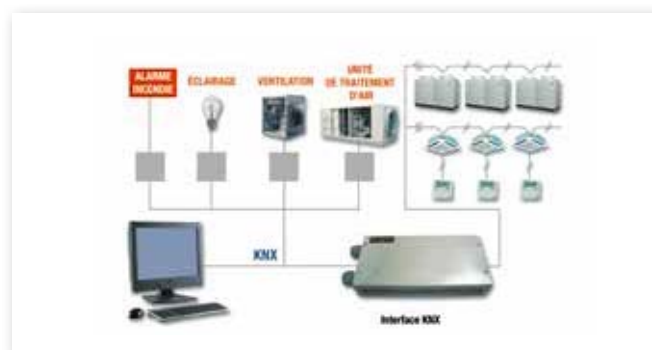 ALARME
INCENDIE
ÉCLAIRAGE
VENTILATION
UNITÉ
DE TRAITEMENT
D'AIR
KNX
Interface KNX